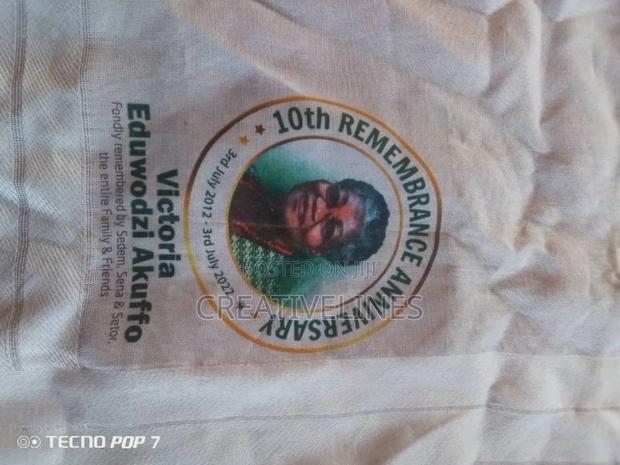 10th REMEMBRANCE ANNIVERSARY
3rd July 2012 - 3rd July 2022
Victoria
Eduwodzi Akuffo
Fondly remembered by Sedem, Sena & Setor,
the entire Family & Friends
POSTED ON JIJI
CREATIVELINES
TECNO POP 7